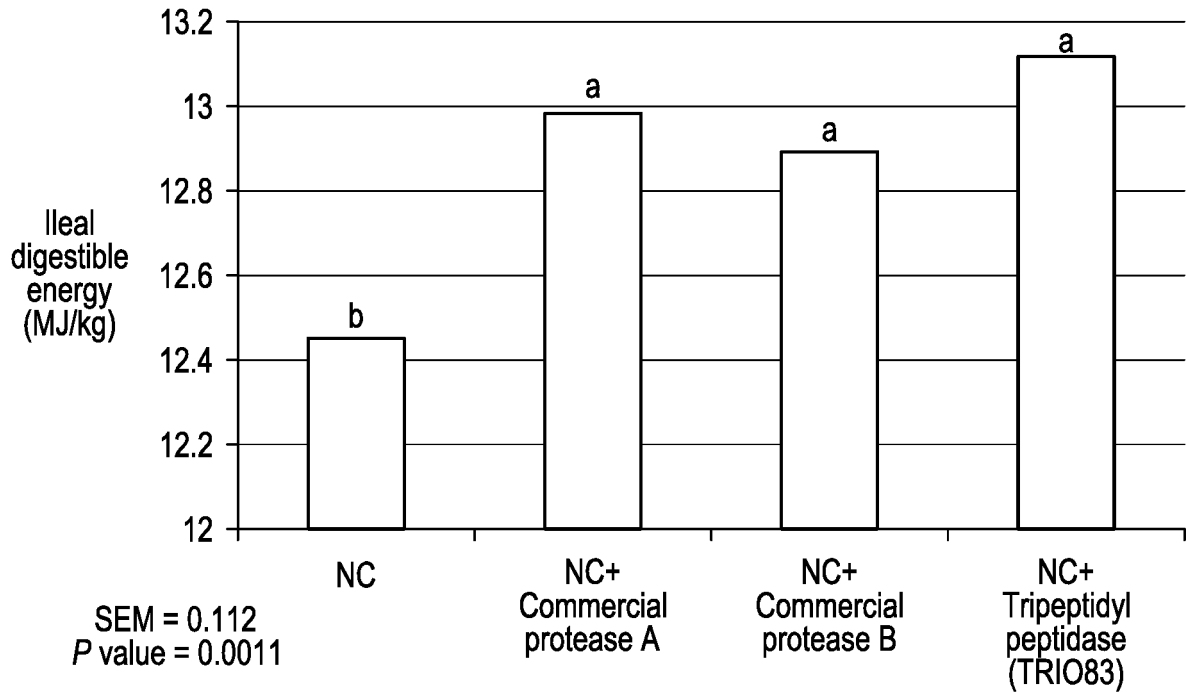 13.2
13
12.8
12.6
12.4
12.2
12
Ileal
digestible
energy
(MJ/kg)
b
a
a
a
NC
NC+
Commercial
protease A
NC+
Commercial
protease B
NC+
Tripeptidyl
peptidase
(TRIO83)
SEM = 0.112
P value = 0.0011